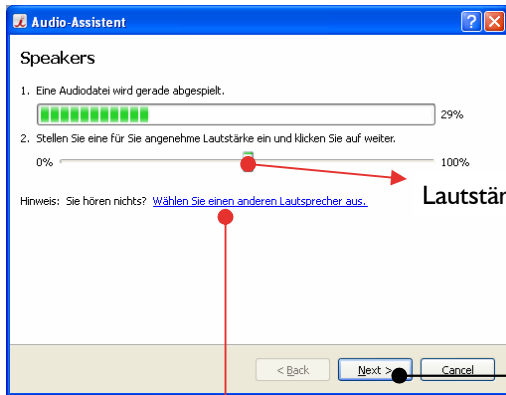 Audio-Assistent
Speakers
1. Eine Audiodatei wird gerade abgespielt.
29%
2. Stellen Sie eine für Sie angenehme Lautstärke ein und klicken Sie auf weiter.
0% 100%
Lautstär
Hinweis: Sie hören nichts? Wählen Sie einen anderen Lautsprecher aus.
< Back Next > Cancel